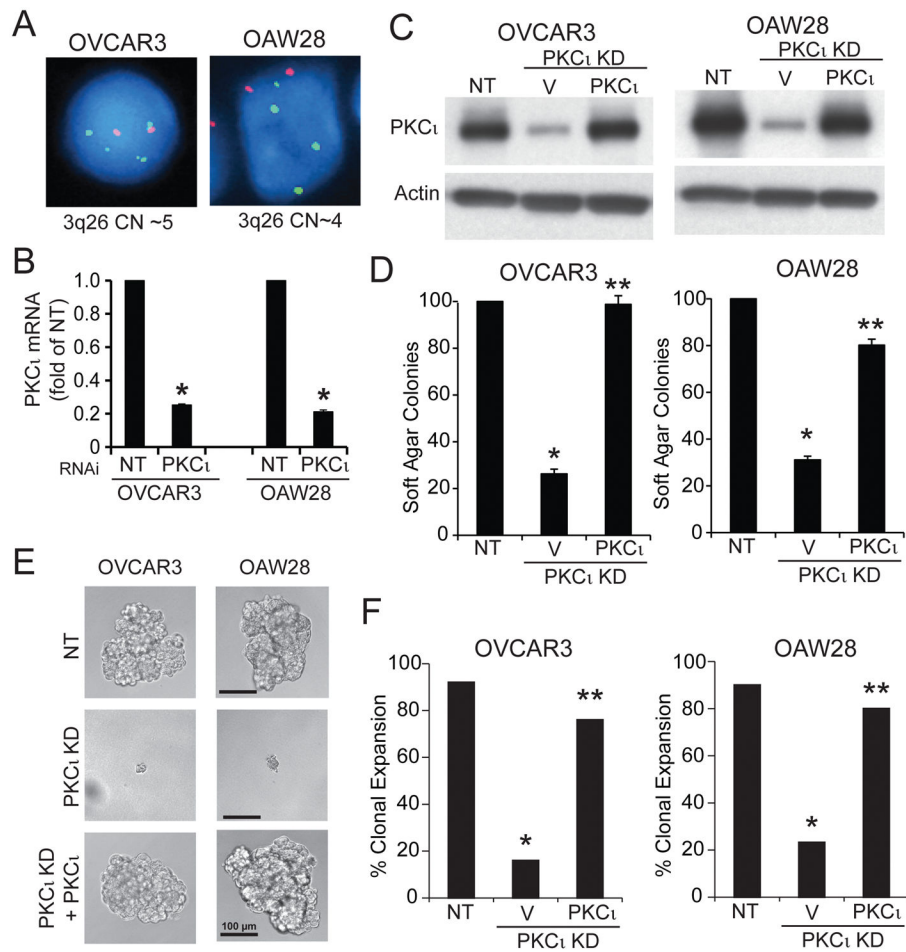 A
OVCAR3
OAW28
3q26 CN ~5
3q26 CN~4
B
PKCι mRNA
(fold of NT)
1.0
0.8
0.6
0.4
0.2
0
*
*
RNAi
NT PKCι
NT PKCι
OVCAR3
OAW28
C
OVCAR3
OAW28
PKCι KD
PKCι KD
NT
V
PKCι
NT
V
PKCι
PKCι
Actin
D
OVCAR3
Soft Agar Colonies
100
80
60
40
20
0
*
**
NT
V
PKCι
PKCι KD
OAW28
Soft Agar Colonies
100
80
60
40
20
0
*
**
NT
V
PKCι
PKCι KD
E
OVCAR3
OAW28
NT
PKCι KD
PKCι KD
+ PKCι
100 µm
F
OVCAR3
% Clonal Expansion
100
80
60
40
20
0
*
**
NT
V
PKCι
PKCι KD
OAW28
% Clonal Expansion
100
80
60
40
20
0
*
**
NT
V
PKCι
PKCι KD